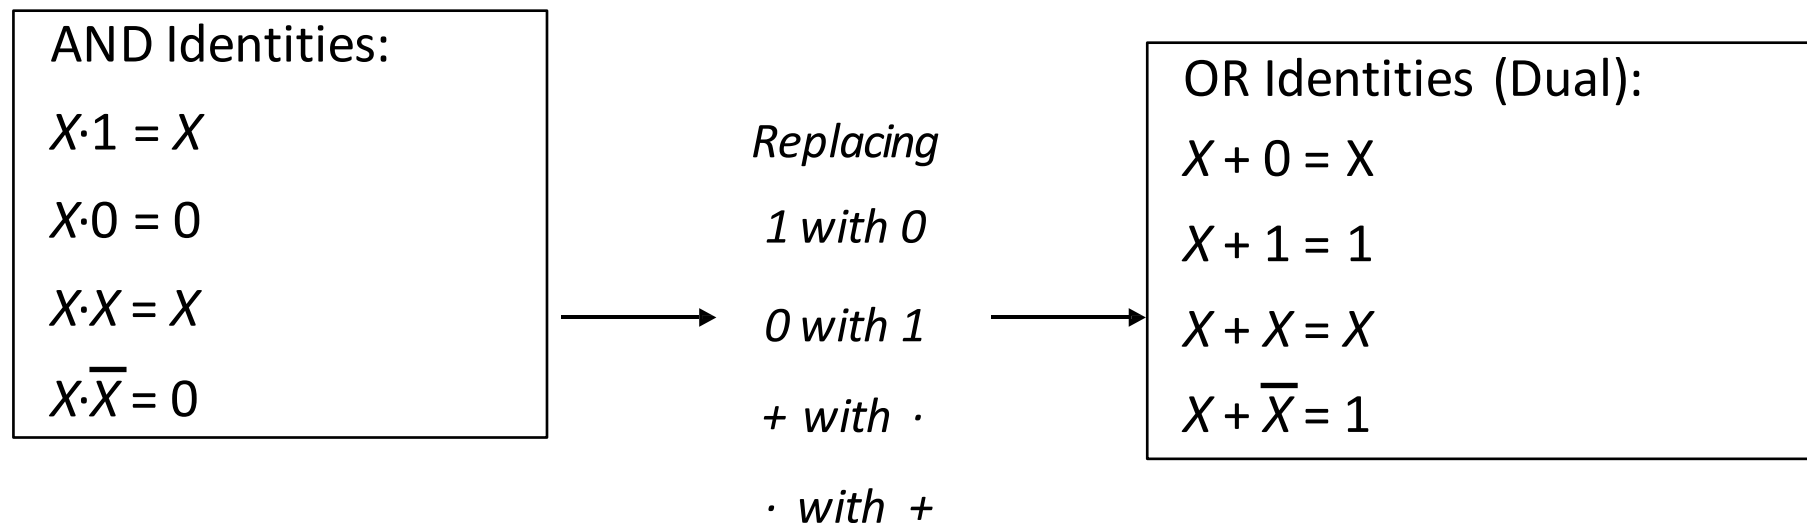 AND Identities:
X·1 = X
X·0 = 0
X·X = X
X·X̅ = 0
Replacing
1 with 0
0 with 1
+ with ·
· with +
OR Identities (Dual):
X + 0 = X
X + 1 = 1
X + X = X
X + X̅ = 1